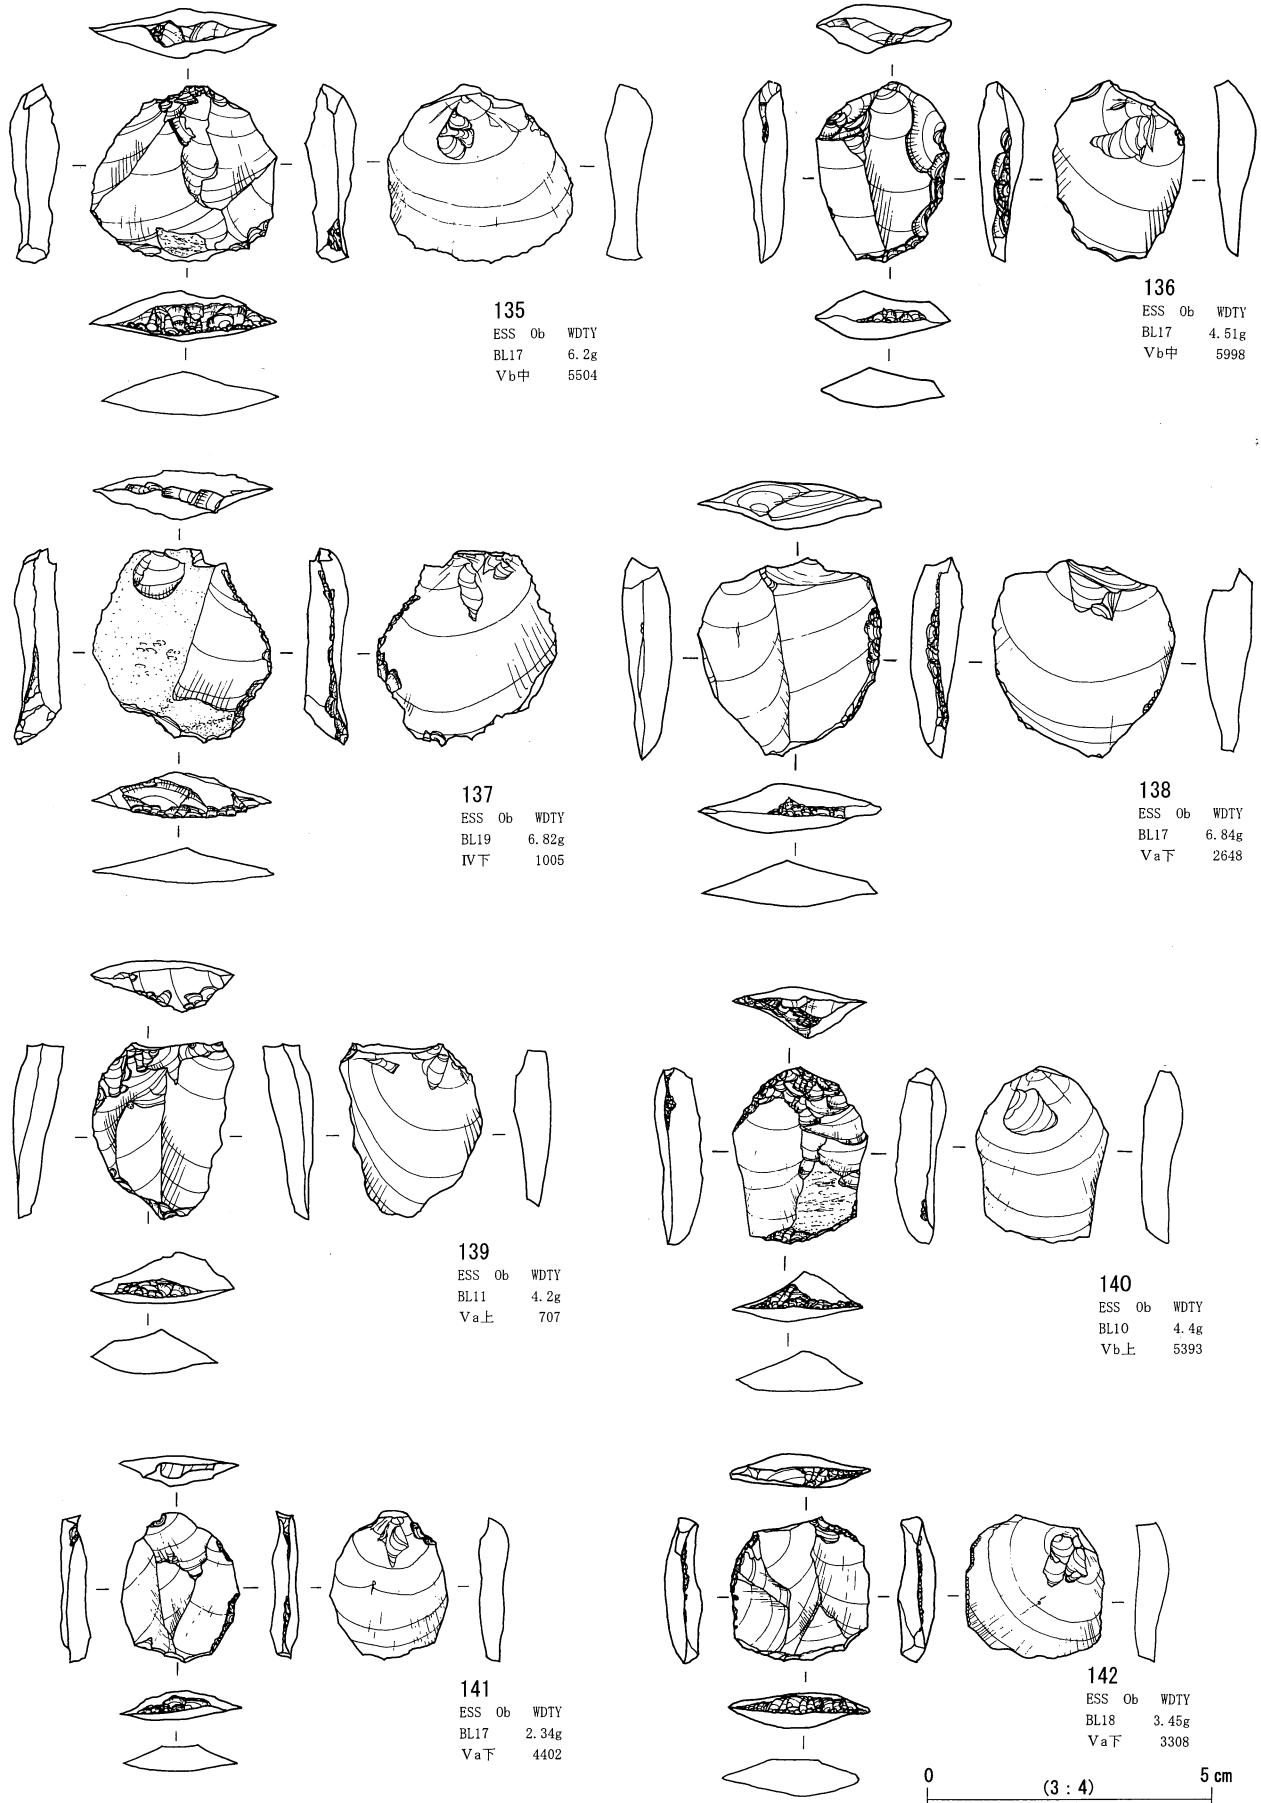 135
ESS Ob WDTY
BL17 6.2g
Ⅴb中 5504
136
ESS Ob WDTY
BL17 4.51g
Ⅴb中 5998
137
ESS Ob WDTY
BL19 6.82g
Ⅳ下 1005
138
ESS Ob WDTY
BL17 6.84g
Ⅴa下 2648
139
ESS Ob WDTY
BL11 4.2g
Ⅴa上 707
140
ESS Ob WDTY
BL10 4.4g
Ⅴb上 5393
141
ESS Ob WDTY
BL17 2.34g
Ⅴa下 4402
142
ESS Ob WDTY
BL18 3.45g
Ⅴa下 3308
0 (3:4) 5 cm